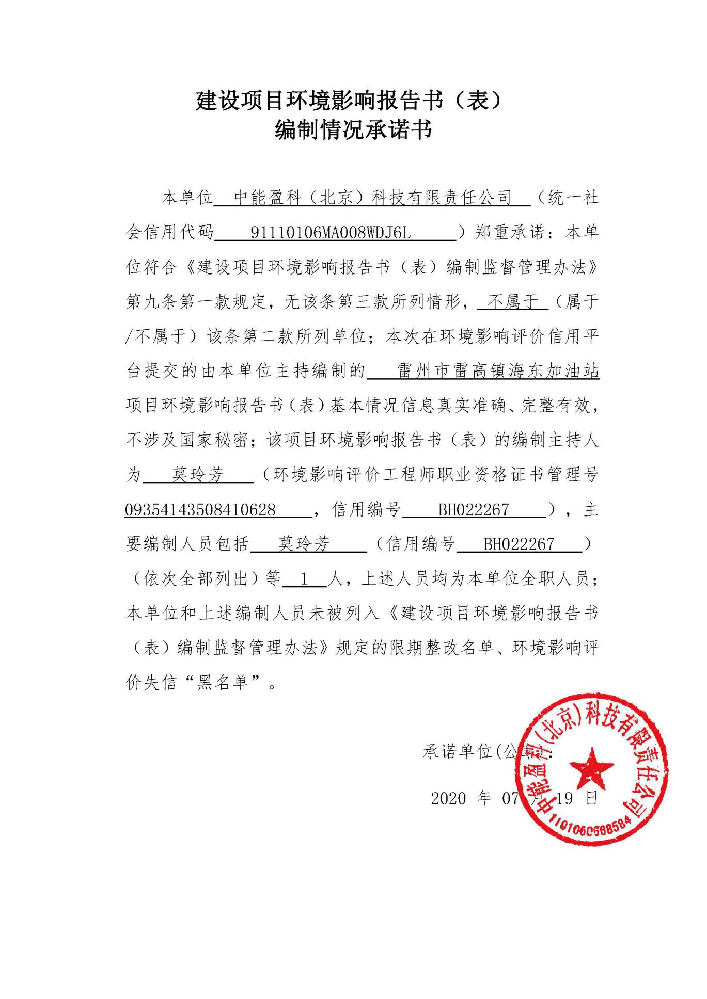 建设项目环境影响报告书（表）
编制情况承诺书
本单位 中能盈科（北京）科技有限责任公司 （统一社
会信用代码 91110106MA008WDJ6L ）郑重承诺：本单
位符合《建设项目环境影响报告书（表）编制监督管理办法》
第九条第一款规定，无该条第三款所列情形， 不属于 （属于
/不属于）该条第二款所列单位；本次在环境影响评价信用平
台提交的由本单位主持编制的 雷州市雷高镇海东加油站
项目环境影响报告书（表）基本情况信息真实准确、完整有效，
不涉及国家秘密；该项目环境影响报告书（表）的编制主持人
为 莫玲芳 （环境影响评价工程师职业资格证书管理号
09354143508410628 ，信用编号 BH022267 ），主
要编制人员包括 莫玲芳 （信用编号 BH022267 ）
（依次全部列出）等 1 人，上述人员均为本单位全职人员；
本单位和上述编制人员未被列入《建设项目环境影响报告书
（表）编制监督管理办法》规定的限期整改名单、环境影响评
价失信“黑名单”。
承诺单位(公章)：
2020 年 07 月 19 日
中能盈科(北京)科技有限责任公司